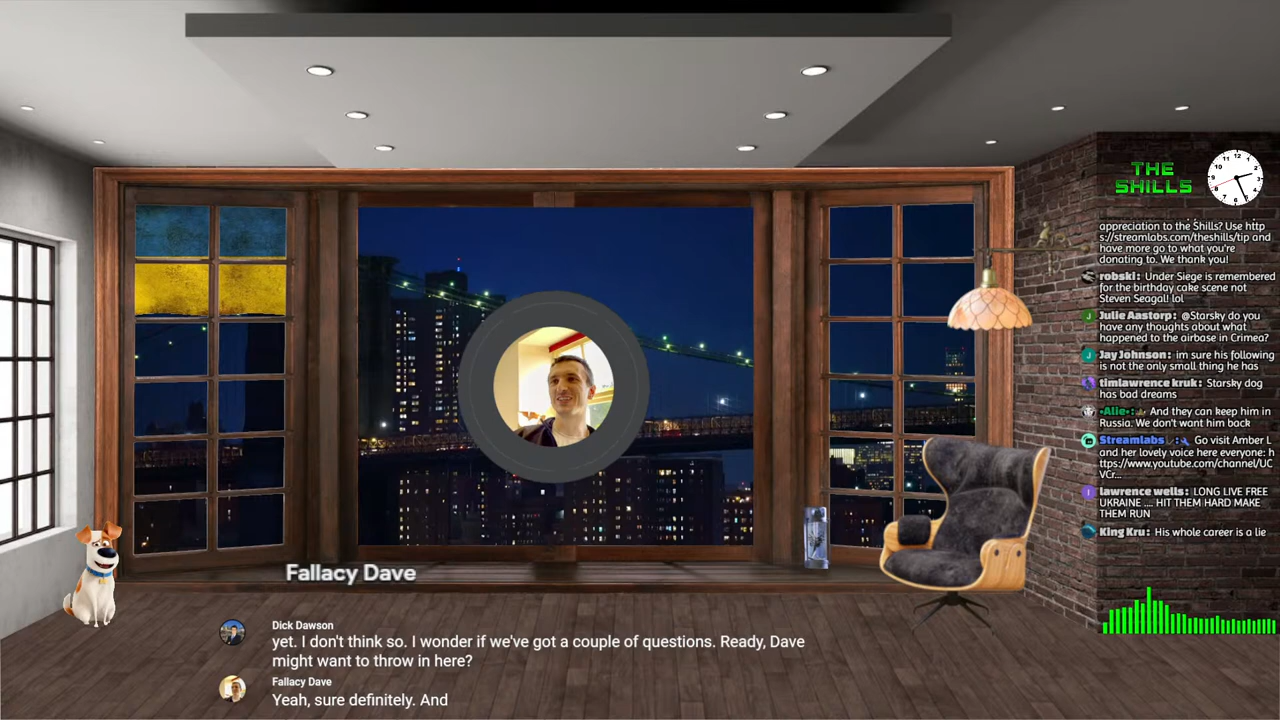 THE
SHILLS
appreciation to the Shills? Use http
s://streamlabs.com/theshills/tip and
have more go to what you're
donating to. We thank you!
robski: Under Siege is remembered
for the birthday cake scene not
Steven Seagal! lol
Julie Aastorp: @Starsky do you
have any thoughts about what
happened to the airbase in Crimea?
Jay Johnson: im sure his following
is not the only small thing he has
timlawrence kruk: Starsky dog
has bad dreams
•Alie•: And they can keep him in
Russia. We don't want him back
Streamlabs : Go visit Amber L
and her lovely voice here everyone: h
ttps://www.youtube.com/channel/UC
VCr...
lawrence wells: LONG LIVE FREE
UKRAINE .... HIT THEM HARD MAKE
THEM RUN
King Kru: His whole career is a lie
Fallacy Dave
Dick Dawson
yet. I don't think so. I wonder if we've got a couple of questions. Ready, Dave
might want to throw in here?
Fallacy Dave
Yeah, sure definitely. And